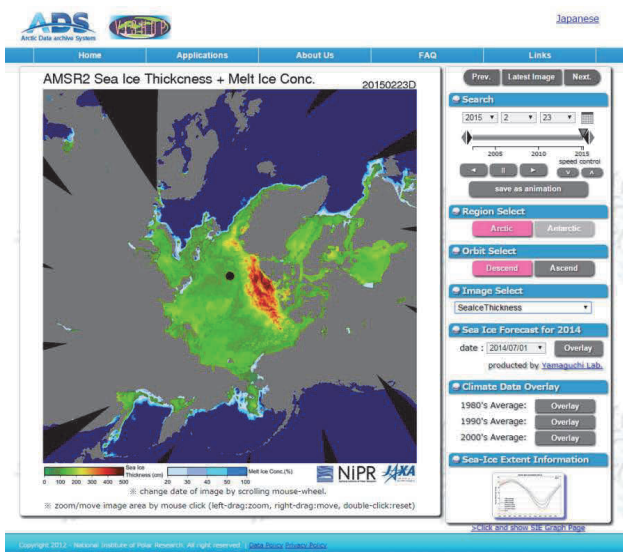 ADS
Arctic Data archive System
Japanese
Home Applications About Us FAQ Links
AMSR2 Sea Ice Thickcness + Melt Ice Conc. 20150223D
0 100 200 300 400 500 Sea Ice Thickness (cm) 20 30 40 50 100 Melt Ice Conc.(%)
NiPR JAXA
※ change date of image by scrolling mouse-wheel.
※ zoom/move image area by mouse click (left-drag:zoom, right-drag:move, double-click:reset)
Prev. Latest Image Next.
Search
2015 2 23
2005 2010 2015
speed control
save as animation
Region Select
Arctic Antarctic
Orbit Select
Descend Ascend
Image Select
SeaIceThickness
Sea Ice Forecast for 2014
date : 2014/07/01 Overlay
producted by Yamaguchi Lab.
Climate Data Overlay
1980's Average: Overlay
1990's Average: Overlay
2000's Average: Overlay
Sea-Ice Extent Information
>Click and show SIE Graph Page
Copyright 2012 - National Institute of Polar Research. All right reserved | Data Policy Privacy Policy